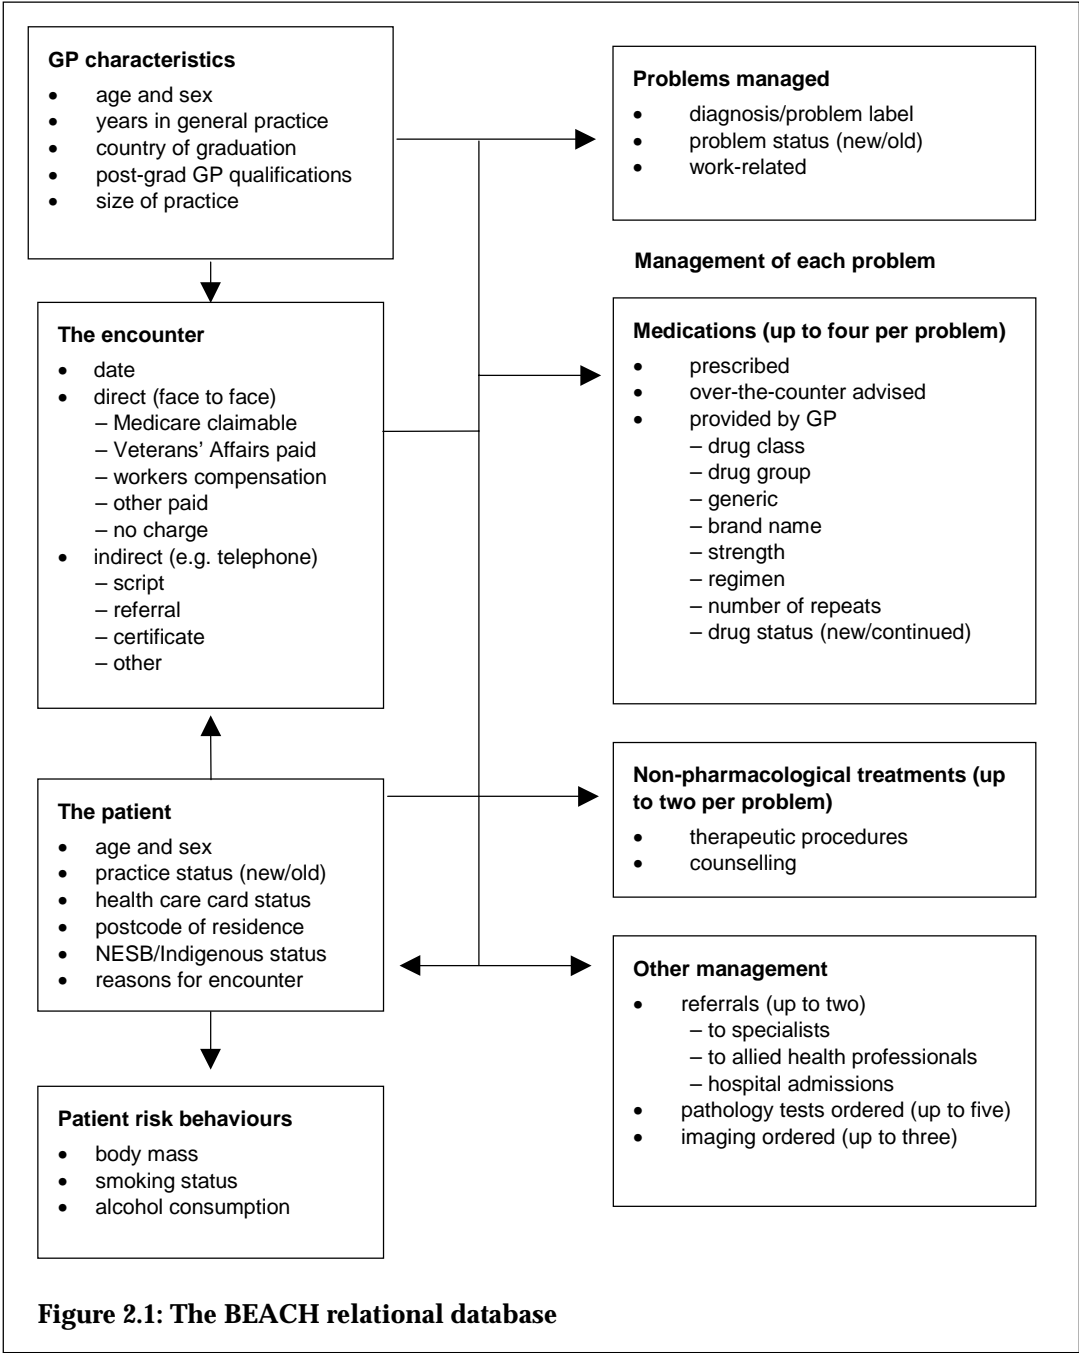 GP characteristics
• age and sex
• years in general practice
• country of graduation
• post-grad GP qualifications
• size of practice
The encounter
• date
• direct (face to face)
– Medicare claimable
– Veterans’ Affairs paid
– workers compensation
– other paid
– no charge
• indirect (e.g. telephone)
– script
– referral
– certificate
– other
The patient
• age and sex
• practice status (new/old)
• health care card status
• postcode of residence
• NESB/Indigenous status
• reasons for encounter
Patient risk behaviours
• body mass
• smoking status
• alcohol consumption
Problems managed
• diagnosis/problem label
• problem status (new/old)
• work-related
Management of each problem
Medications (up to four per problem)
• prescribed
• over-the-counter advised
• provided by GP
– drug class
– drug group
– generic
– brand name
– strength
– regimen
– number of repeats
– drug status (new/continued)
Non-pharmacological treatments (up
to two per problem)
• therapeutic procedures
• counselling
Other management
• referrals (up to two)
– to specialists
– to allied health professionals
– hospital admissions
• pathology tests ordered (up to five)
• imaging ordered (up to three)
Figure 2.1: The BEACH relational database